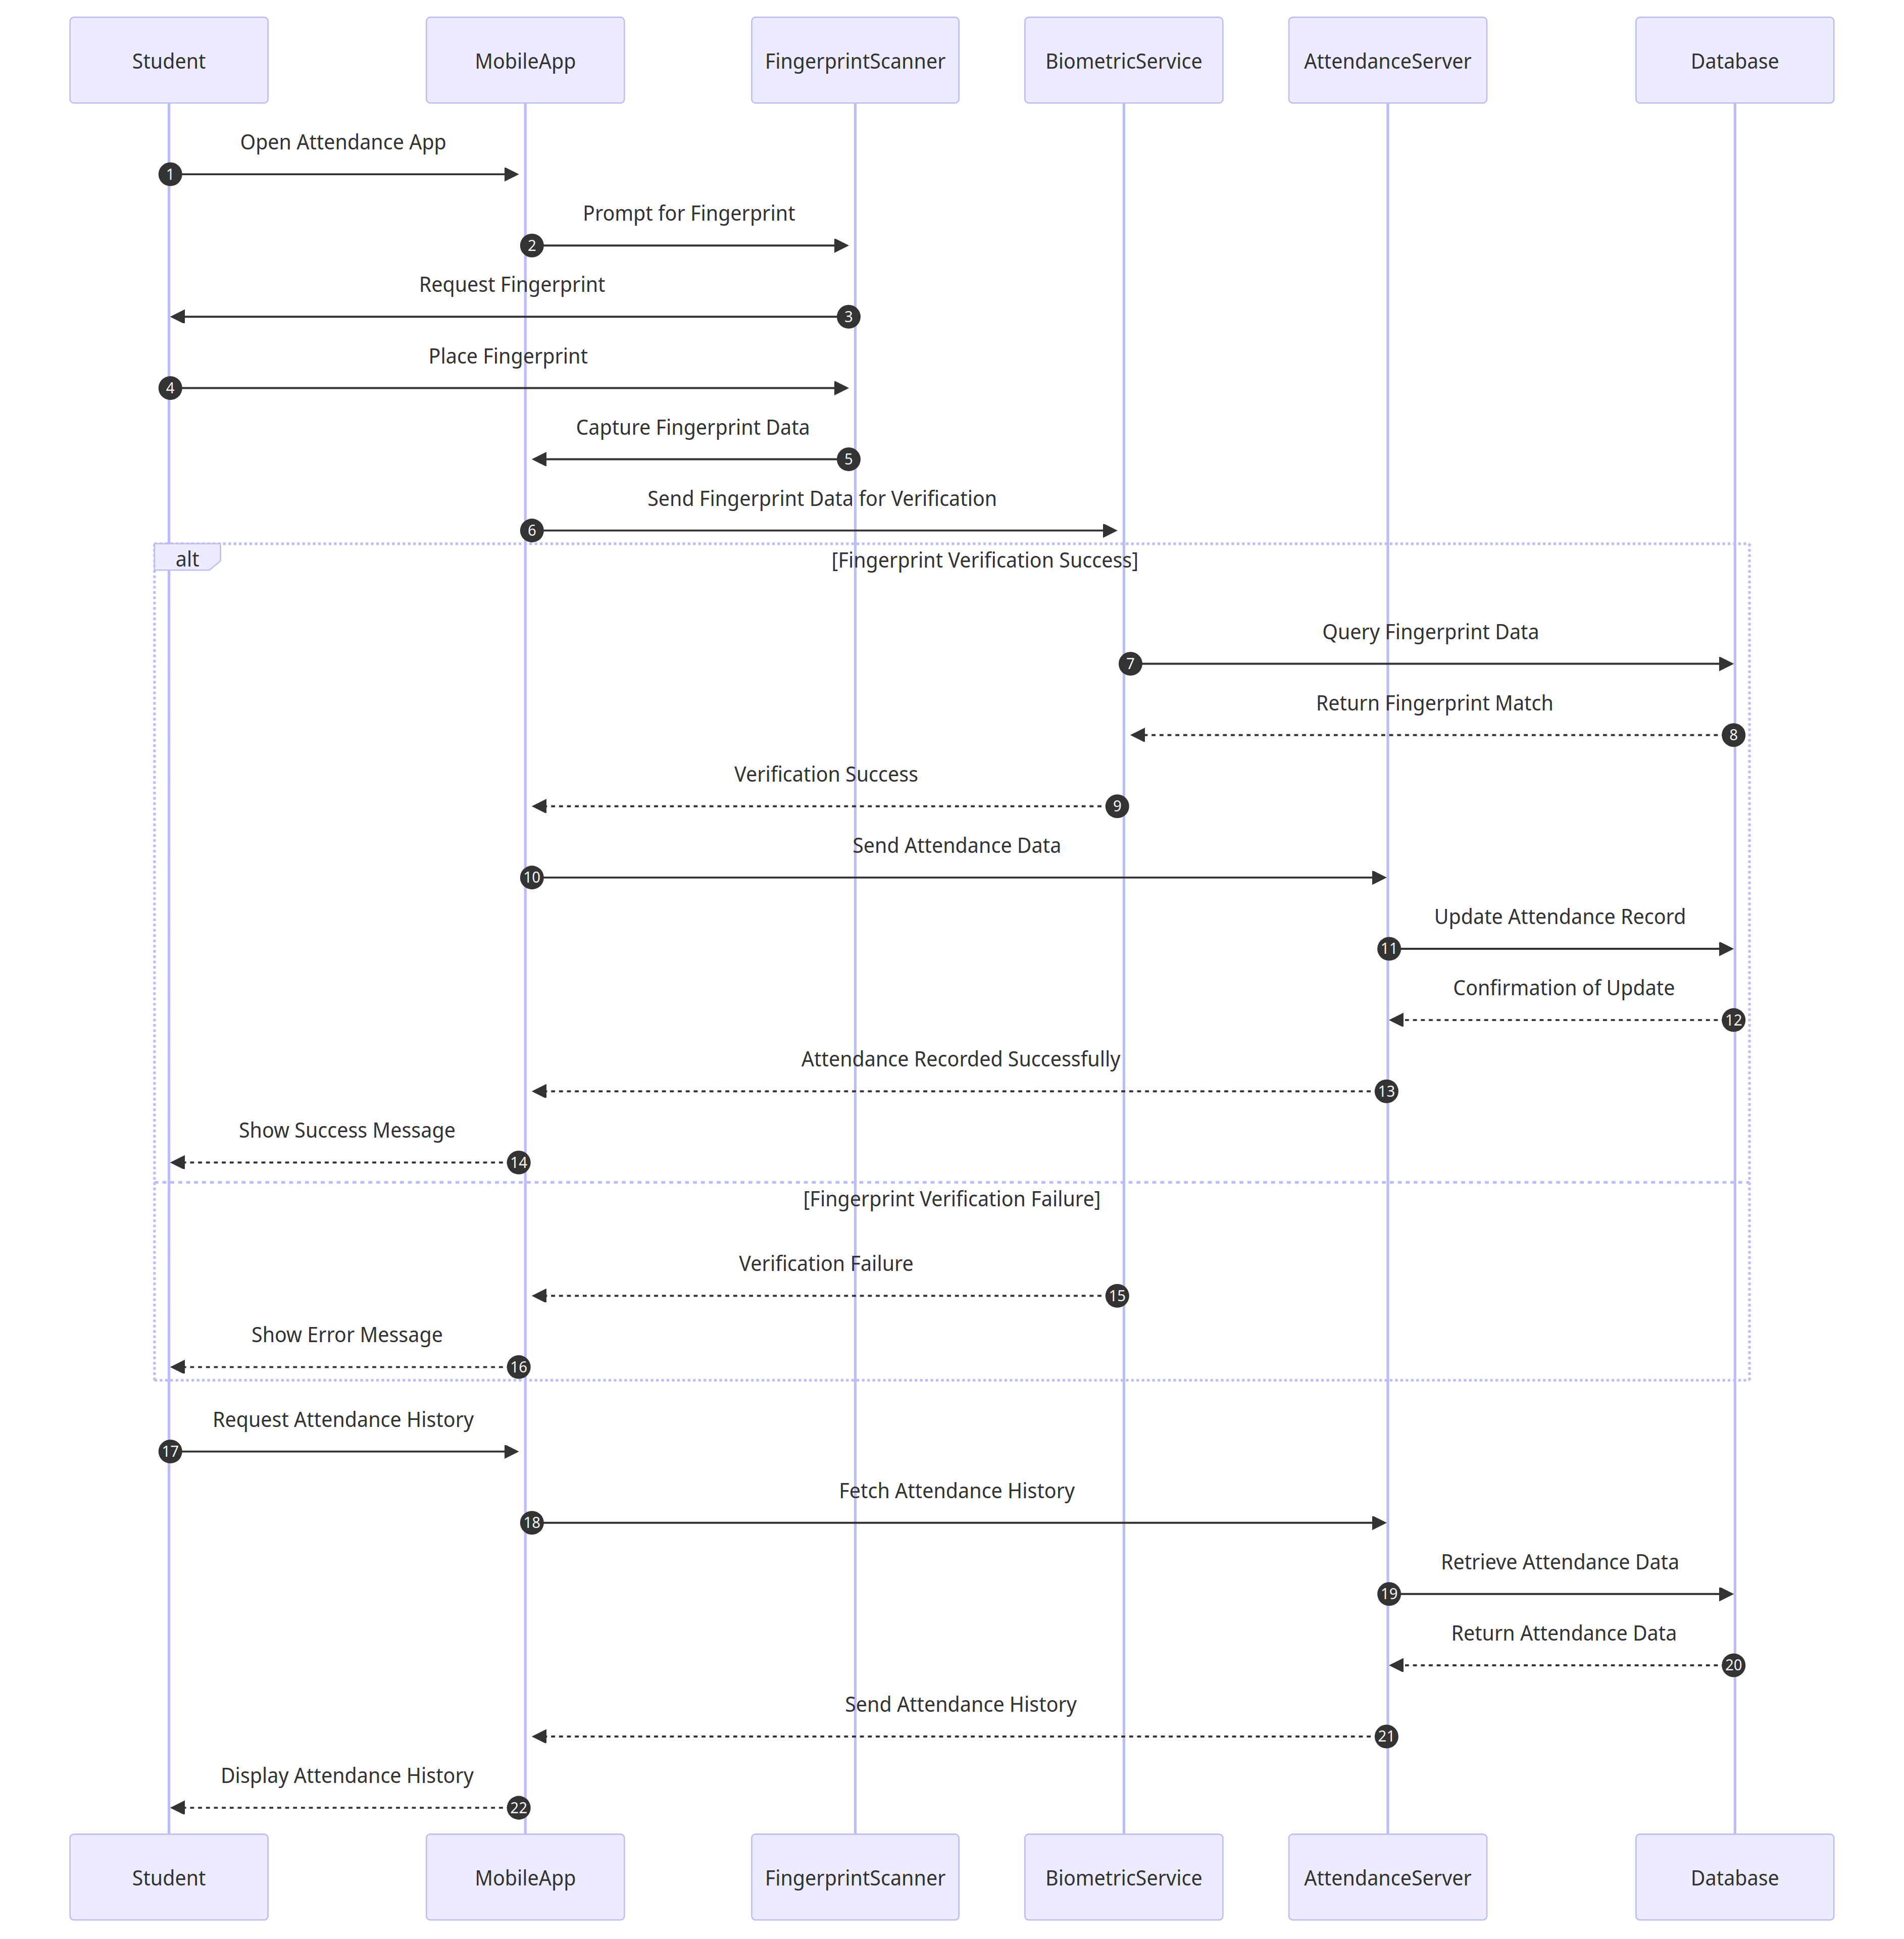 Student
MobileApp
FingerprintScanner
BiometricService
AttendanceServer
Database
Open Attendance App
1
Prompt for Fingerprint
2
Request Fingerprint
3
Place Fingerprint
4
Capture Fingerprint Data
5
Send Fingerprint Data for Verification
6
alt
[Fingerprint Verification Success]
Query Fingerprint Data
7
Return Fingerprint Match
8
Verification Success
9
Send Attendance Data
10
Update Attendance Record
11
Confirmation of Update
12
Attendance Recorded Successfully
13
Show Success Message
14
[Fingerprint Verification Failure]
Verification Failure
15
Show Error Message
16
Request Attendance History
17
Fetch Attendance History
18
Retrieve Attendance Data
19
Return Attendance Data
20
Send Attendance History
21
Display Attendance History
22
Student
MobileApp
FingerprintScanner
BiometricService
AttendanceServer
Database